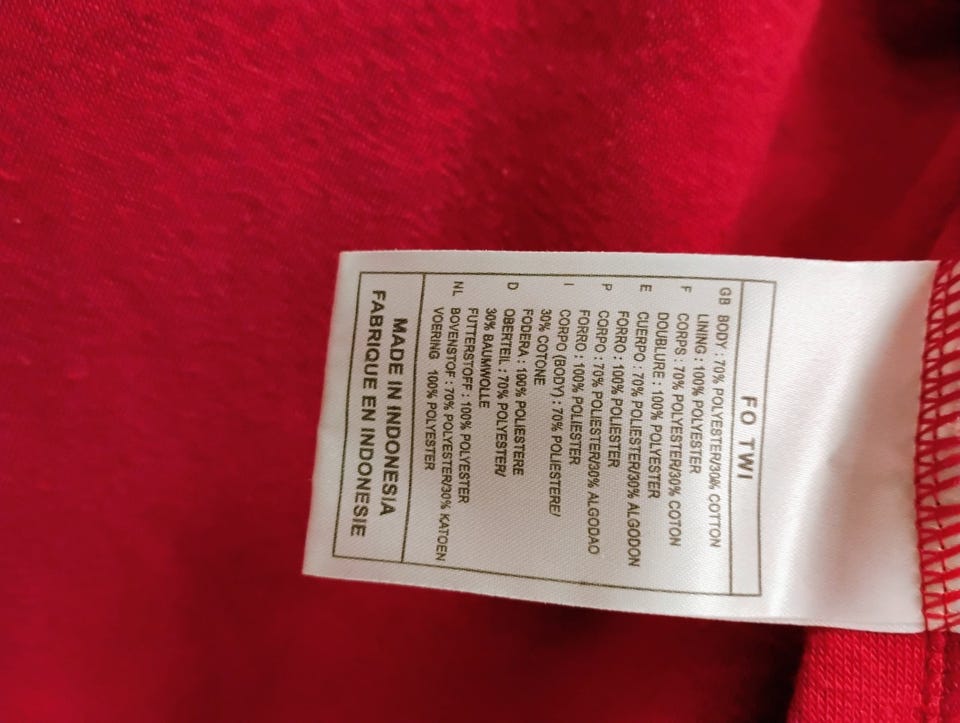 FO TWI
GB BODY : 70% POLYESTER/30% COTTON
LINING : 100% POLYESTER
F CORPS : 70% POLYESTER/30% COTON
DOUBLURE : 100% POLYESTER
E CUERPO : 70% POLIESTER/30% ALGODON
FORRO : 100% POLIESTER
P CORPO : 70% POLIESTER/30% ALGODAO
FORRO : 100% POLIESTER
I CORPO (BODY) : 70% POLIESTERE/
30% COTONE
FODERA : 100% POLIESTERE
D OBERTEIL : 70% POLYESTER/
30% BAUMWOLLE
FUTTERSTOFF : 100% POLYESTER
NL BOVENSTOF : 70% POLYESTER/30% KATOEN
VOERING 100% POLYESTER
MADE IN INDONESIA
FABRIQUE EN INDONESIE